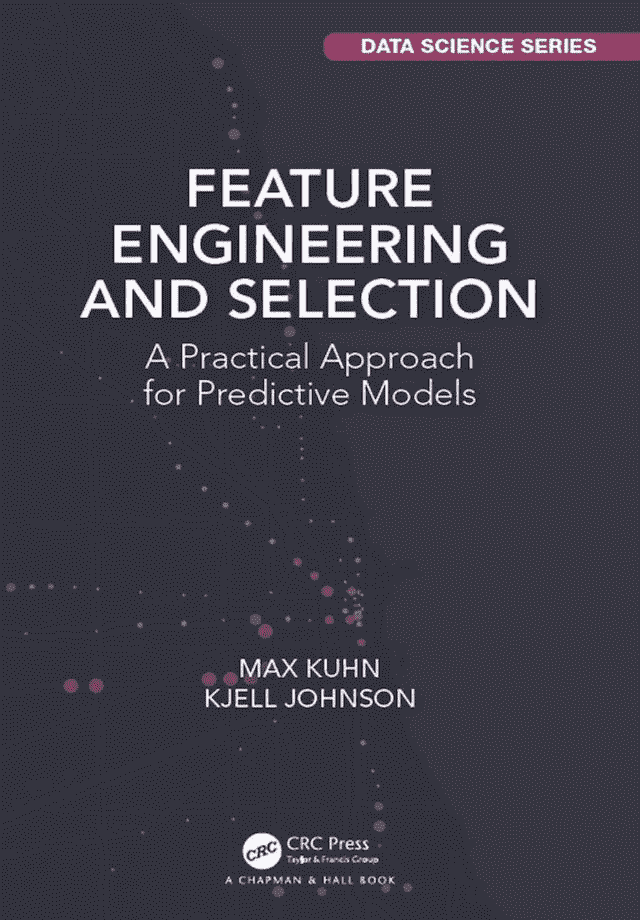 DATA SCIENCE SERIES
FEATURE
ENGINEERING
AND SELECTION
A Practical Approach
for Predictive Models
MAX KUHN
KJELL JOHNSON
CRC
CRC Press
Taylor & Francis Group
A CHAPMAN & HALL BOOK